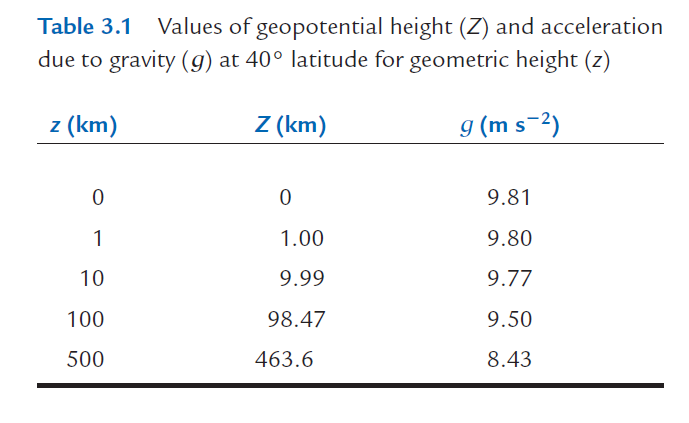 Table 3.1 Values of geopotential height (Z) and acceleration
due to gravity (g) at 40° latitude for geometric height (z)
z (km) Z (km) g (m s⁻²)
0 0 9.81
1 1.00 9.80
10 9.99 9.77
100 98.47 9.50
500 463.6 8.43